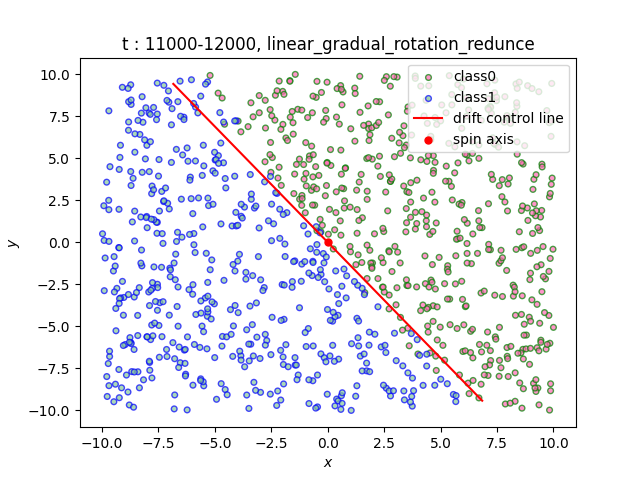 t : 11000-12000, linear_gradual_rotation_redunce
class0
class1
drift control line
spin axis
10.0
7.5
5.0
2.5
0.0
−2.5
−5.0
−7.5
−10.0
y
−10.0 −7.5 −5.0 −2.5 0.0 2.5 5.0 7.5 10.0
x